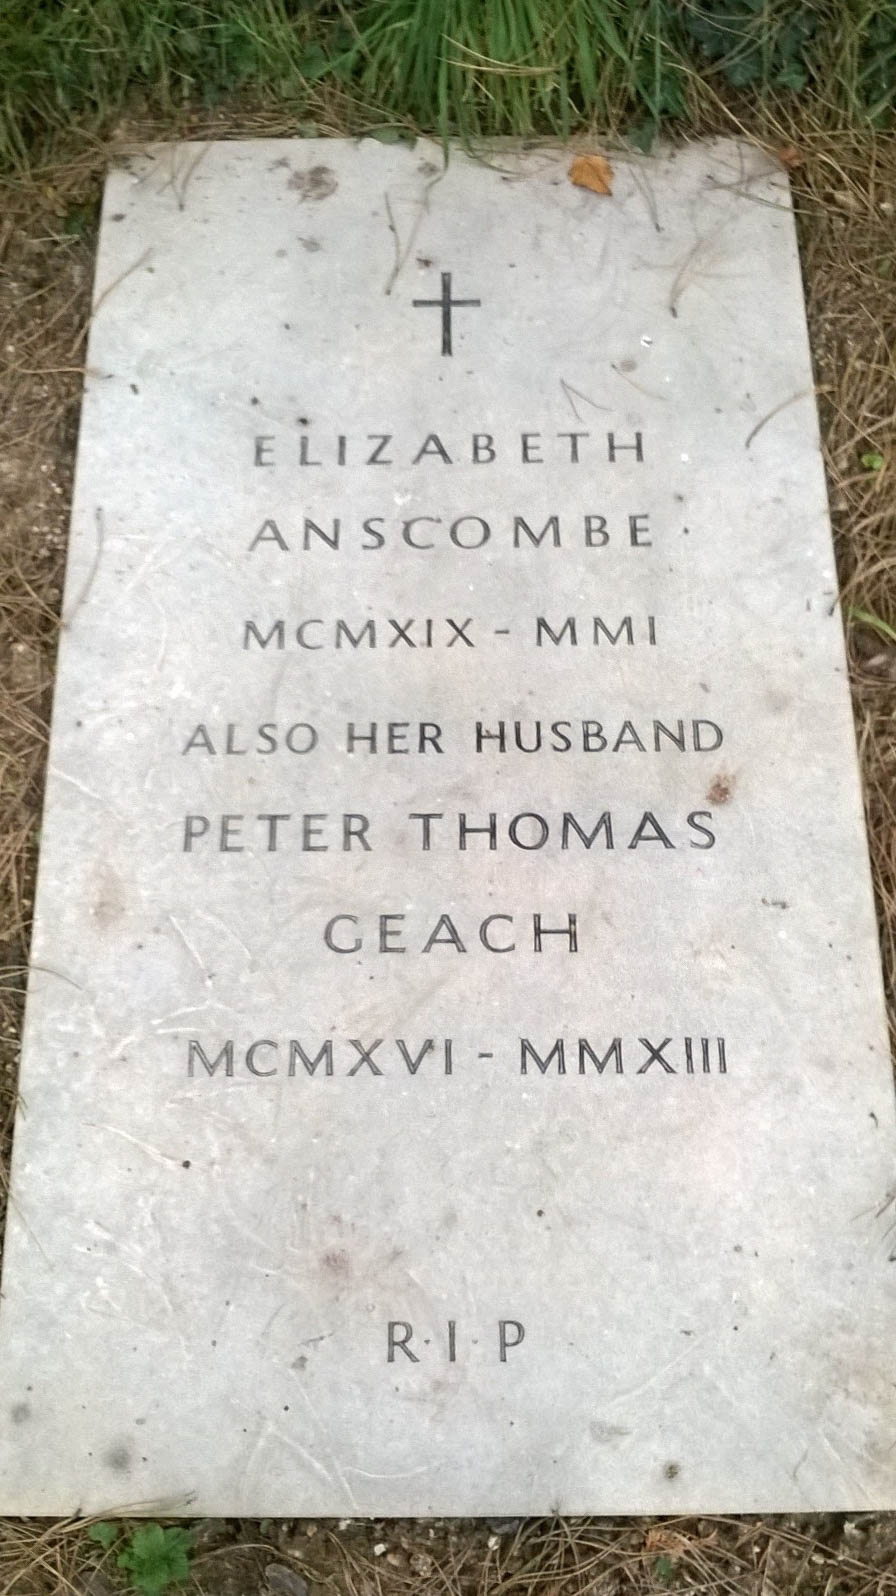 ELIZABETH
ANSCOMBE
MCMXIX - MMI
ALSO HER HUSBAND
PETER THOMAS
GEACH
MCMXVI - MMXIII
R·I·P